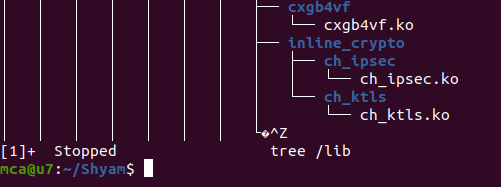 cxgb4vf
cxgb4vf.ko
inline_crypto
ch_ipsec
ch_ipsec.ko
ch_ktls
ch_ktls.ko
�^Z
[1]+  Stopped                 tree /lib
mca@u7:~/Shyam$